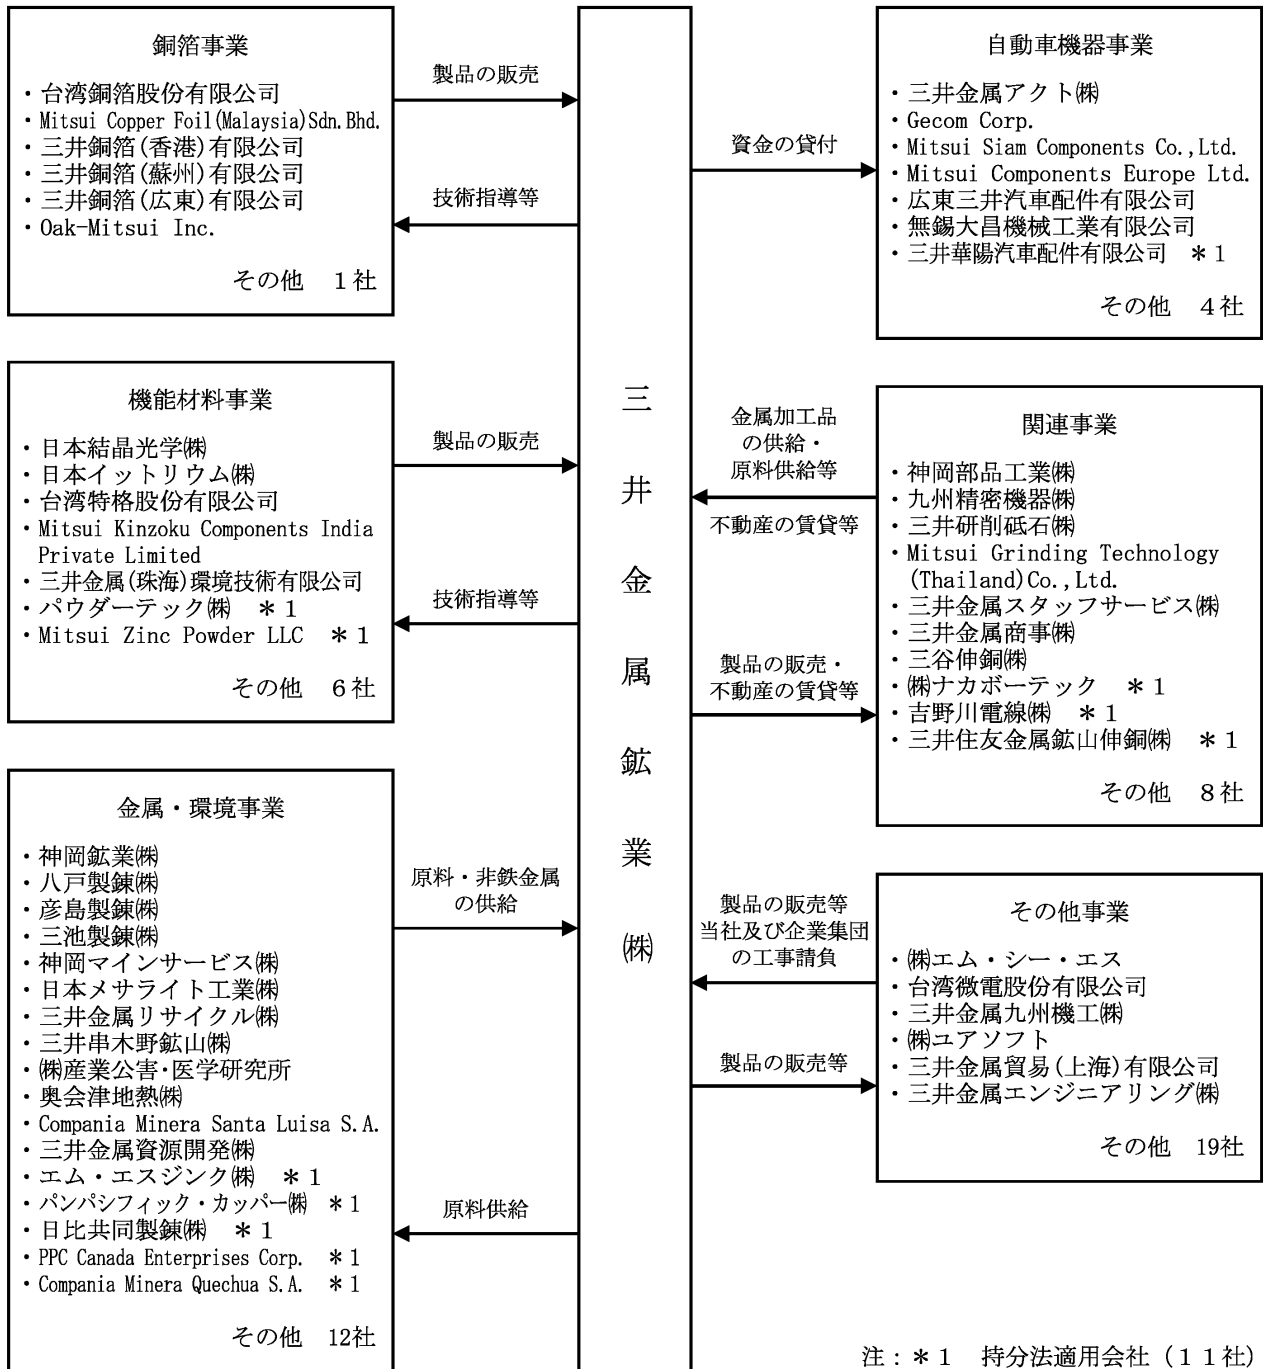 銅箔事業
・台湾銅箔股份有限公司
・Mitsui Copper Foil(Malaysia)Sdn.Bhd.
・三井銅箔(香港)有限公司
・三井銅箔(蘇州)有限公司
・三井銅箔(広東)有限公司
・Oak-Mitsui Inc.
その他　1社
製品の販売
技術指導等
機能材料事業
・日本結晶光学㈱
・日本イットリウム㈱
・台湾特格股份有限公司
・Mitsui Kinzoku Components India
Private Limited
・三井金属(珠海)環境技術有限公司
・パウダーテック㈱　＊1
・Mitsui Zinc Powder LLC　＊1
その他　6社
製品の販売
技術指導等
金属・環境事業
・神岡鉱業㈱
・八戸製錬㈱
・彦島製錬㈱
・三池製錬㈱
・神岡マインサービス㈱
・日本メサライト工業㈱
・三井金属リサイクル㈱
・三井串木野鉱山㈱
・㈱産業公害・医学研究所
・奥会津地熱㈱
・Compania Minera Santa Luisa S.A.
・三井金属資源開発㈱
・エム・エスジンク㈱　＊1
・パンパシフィック・カッパー㈱　＊1
・日比共同製錬㈱　＊1
・PPC Canada Enterprises Corp.　＊1
・Compania Minera Quechua S.A.　＊1
その他　12社
原料・非鉄金属
の供給
原料供給
三井金属鉱業㈱
資金の貸付
自動車機器事業
・三井金属アクト㈱
・Gecom Corp.
・Mitsui Siam Components Co.,Ltd.
・Mitsui Components Europe Ltd.
・広東三井汽車配件有限公司
・無錫大昌機械工業有限公司
・三井華陽汽車配件有限公司　＊1
その他　4社
金属加工品
の供給・
原料供給等
不動産の賃貸等
製品の販売・
不動産の賃貸等
関連事業
・神岡部品工業㈱
・九州精密機器㈱
・三井研削砥石㈱
・Mitsui Grinding Technology
(Thailand)Co.,Ltd.
・三井金属スタッフサービス㈱
・三井金属商事㈱
・三谷伸銅㈱
・㈱ナカボーテック　＊1
・吉野川電線㈱　＊1
・三井住友金属鉱山伸銅㈱　＊1
その他　8社
製品の販売等
当社及び企業集団
の工事請負
製品の販売等
その他事業
・㈱エム・シー・エス
・台湾微電股份有限公司
・三井金属九州機工㈱
・㈱ユアソフト
・三井金属貿易(上海)有限公司
・三井金属エンジニアリング㈱
その他　19社
注：＊1　持分法適用会社（11社）